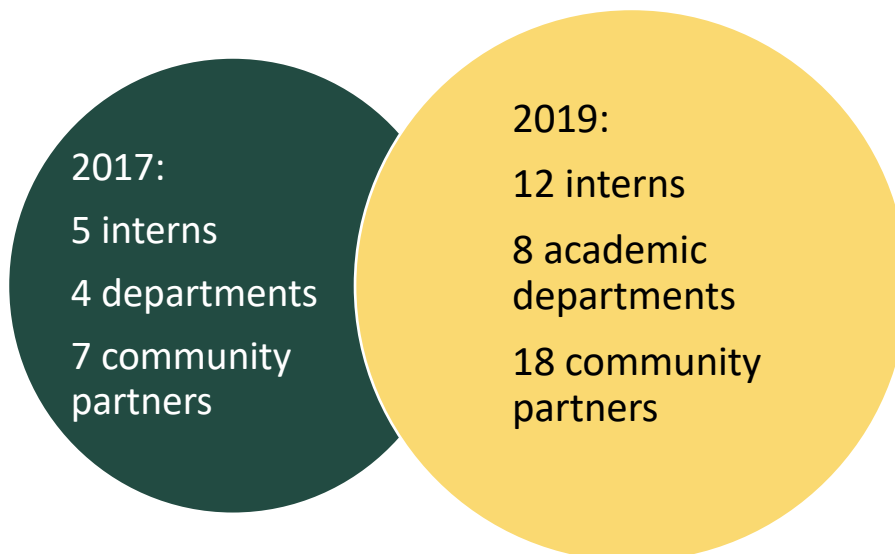 2017:
5 interns
4 departments
7 community
partners
2019:
12 interns
8 academic
departments
18 community
partners